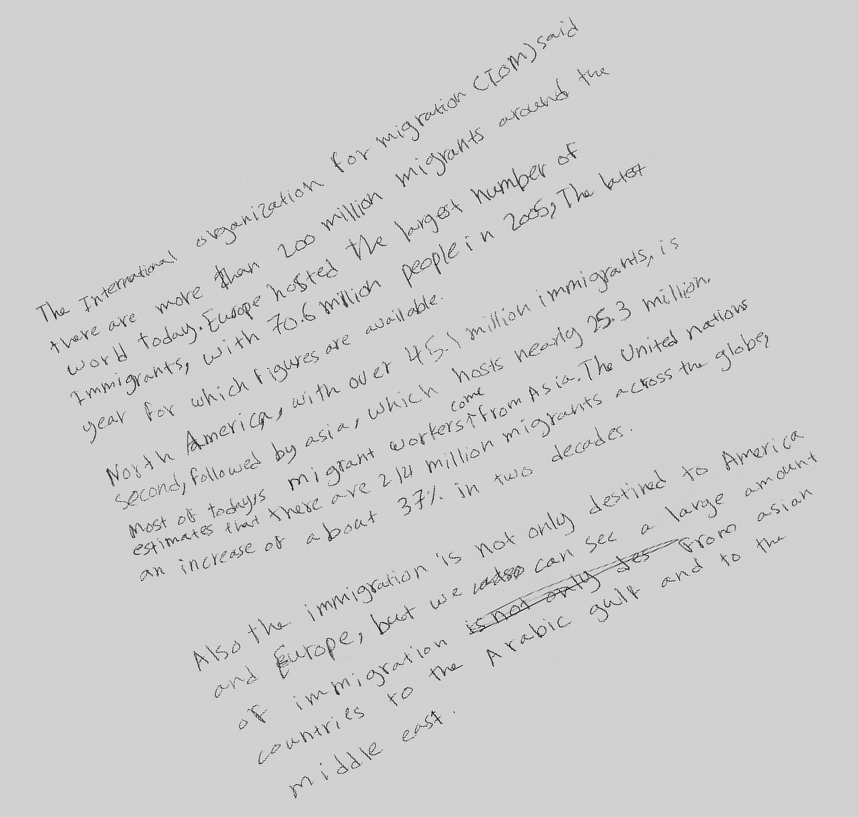 The International organization for migration (IOM) said
there are more than 200 million migrants around the
world today. Europe hosted the largest number of
Immigrants, with 70.6 million people in 2005, The latest
year for which figures are available.
North America, with over 45.1 million immigrants, is
second, followed by asia, which hosts nearly 25.3 million.
Most of today,s migrant workers come from Asia. The United nations
estimates that there are 214 million migrants across the globe,
an increase of about 37% in two decades.
Also the immigration is not only destined to America
and Europe, but we can see a large amount
of immigration is not only des from asian
countries to the Arabic gulf and to the
middle east.